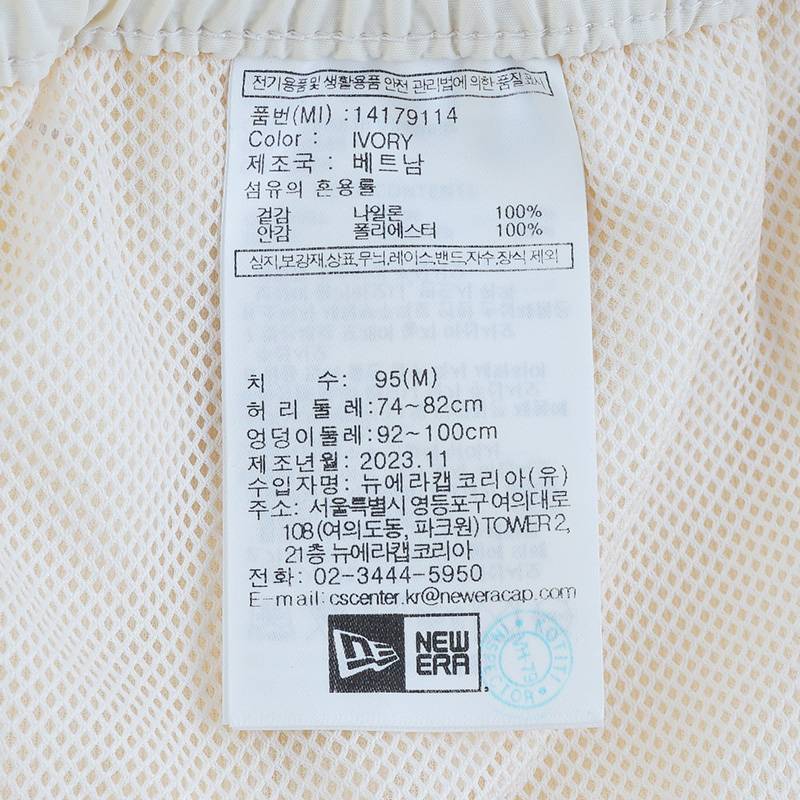 전기용품및 생활용품 안전 관리법에 의한 품질 표시
품번(MI) :14179114
Color : IVORY
제조국 : 베트남
섬유의 혼용률
겉감 나일론 100%
안감 폴리에스터 100%
심지,보강재,상표,무늬,레이스,밴드,자수,장식 제외
치 수: 95(M)
허 리 둘 레:74~82cm
엉덩이둘레:92~100cm
제조년월: 2023.11
수입자명: 뉴에라캡코리아(유)
주소: 서울특별시 영등포구 여의대로
108 (여의도동, 파크원) TOWER 2,
21층 뉴에라캡코리아
전화: 02-3444-5950
E-mail:cscenter.kr@neweracap.com
NEW
ERA
KOTITI
INSPECTOR